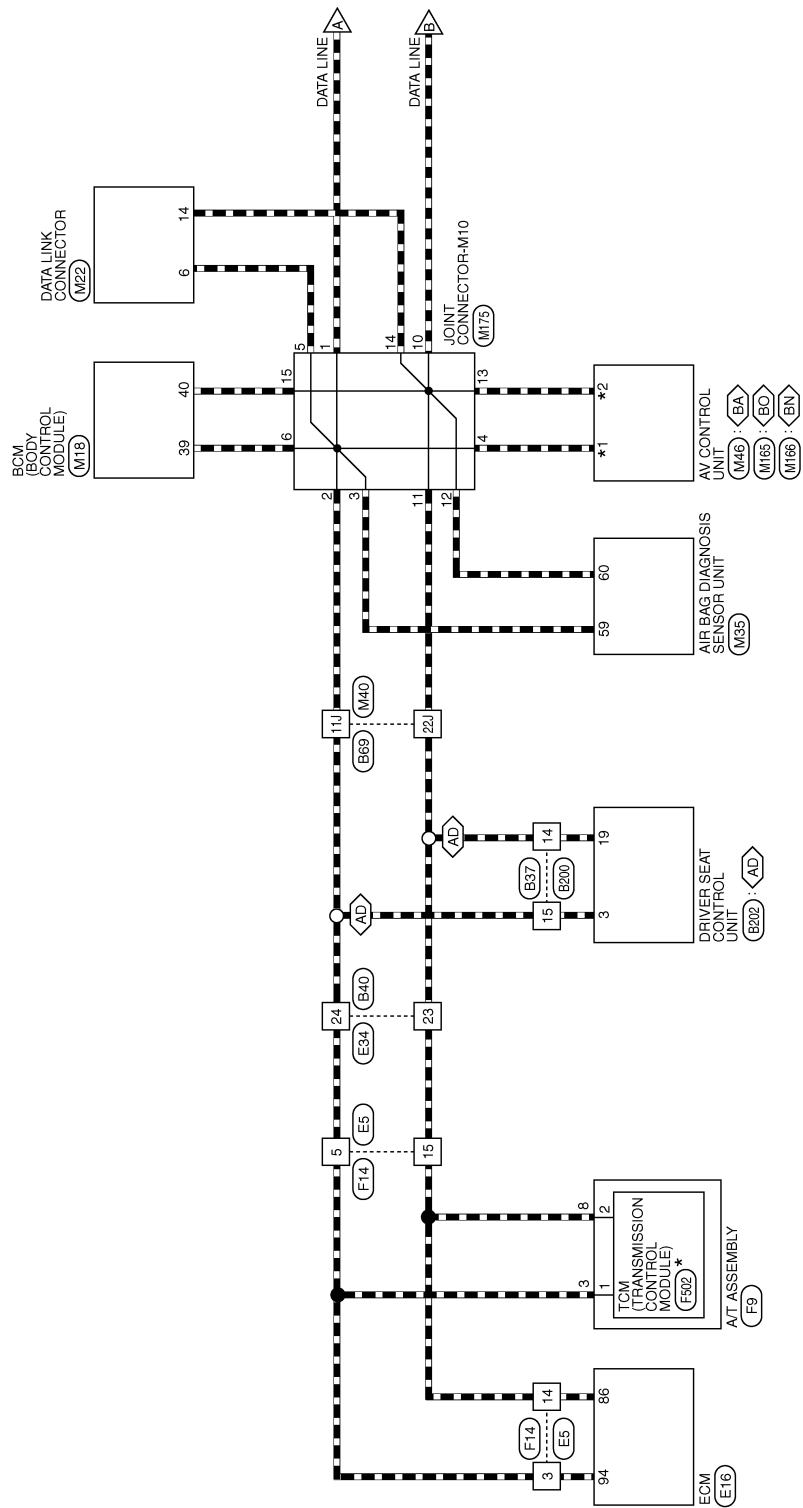 A
DATA LINE
B
DATA LINE
DATA LINK
CONNECTOR
M22
6
14
BCM
(BODY
CONTROL
MODULE)
M18
39
40
5
1
14
10
JOINT
CONNECTOR-M10
M175
6
15
4
13
2
3
11
12
*1
*2
AV CONTROL
UNIT
M46 : BA
M165 : BO
M166 : BN
59
60
AIR BAG DIAGNOSIS
SENSOR UNIT
M35
11J
M40
B69
22J
AD
AD
15
14
B37
B200
3
19
DRIVER SEAT
CONTROL
UNIT
B202 : AD
24
B40
E34
23
5
E5
F14
15
3
8
1
2
TCM
(TRANSMISSION
CONTROL
MODULE)
F502 *
A/T ASSEMBLY
F9
3
14
F14
E5
94
86
ECM
E16